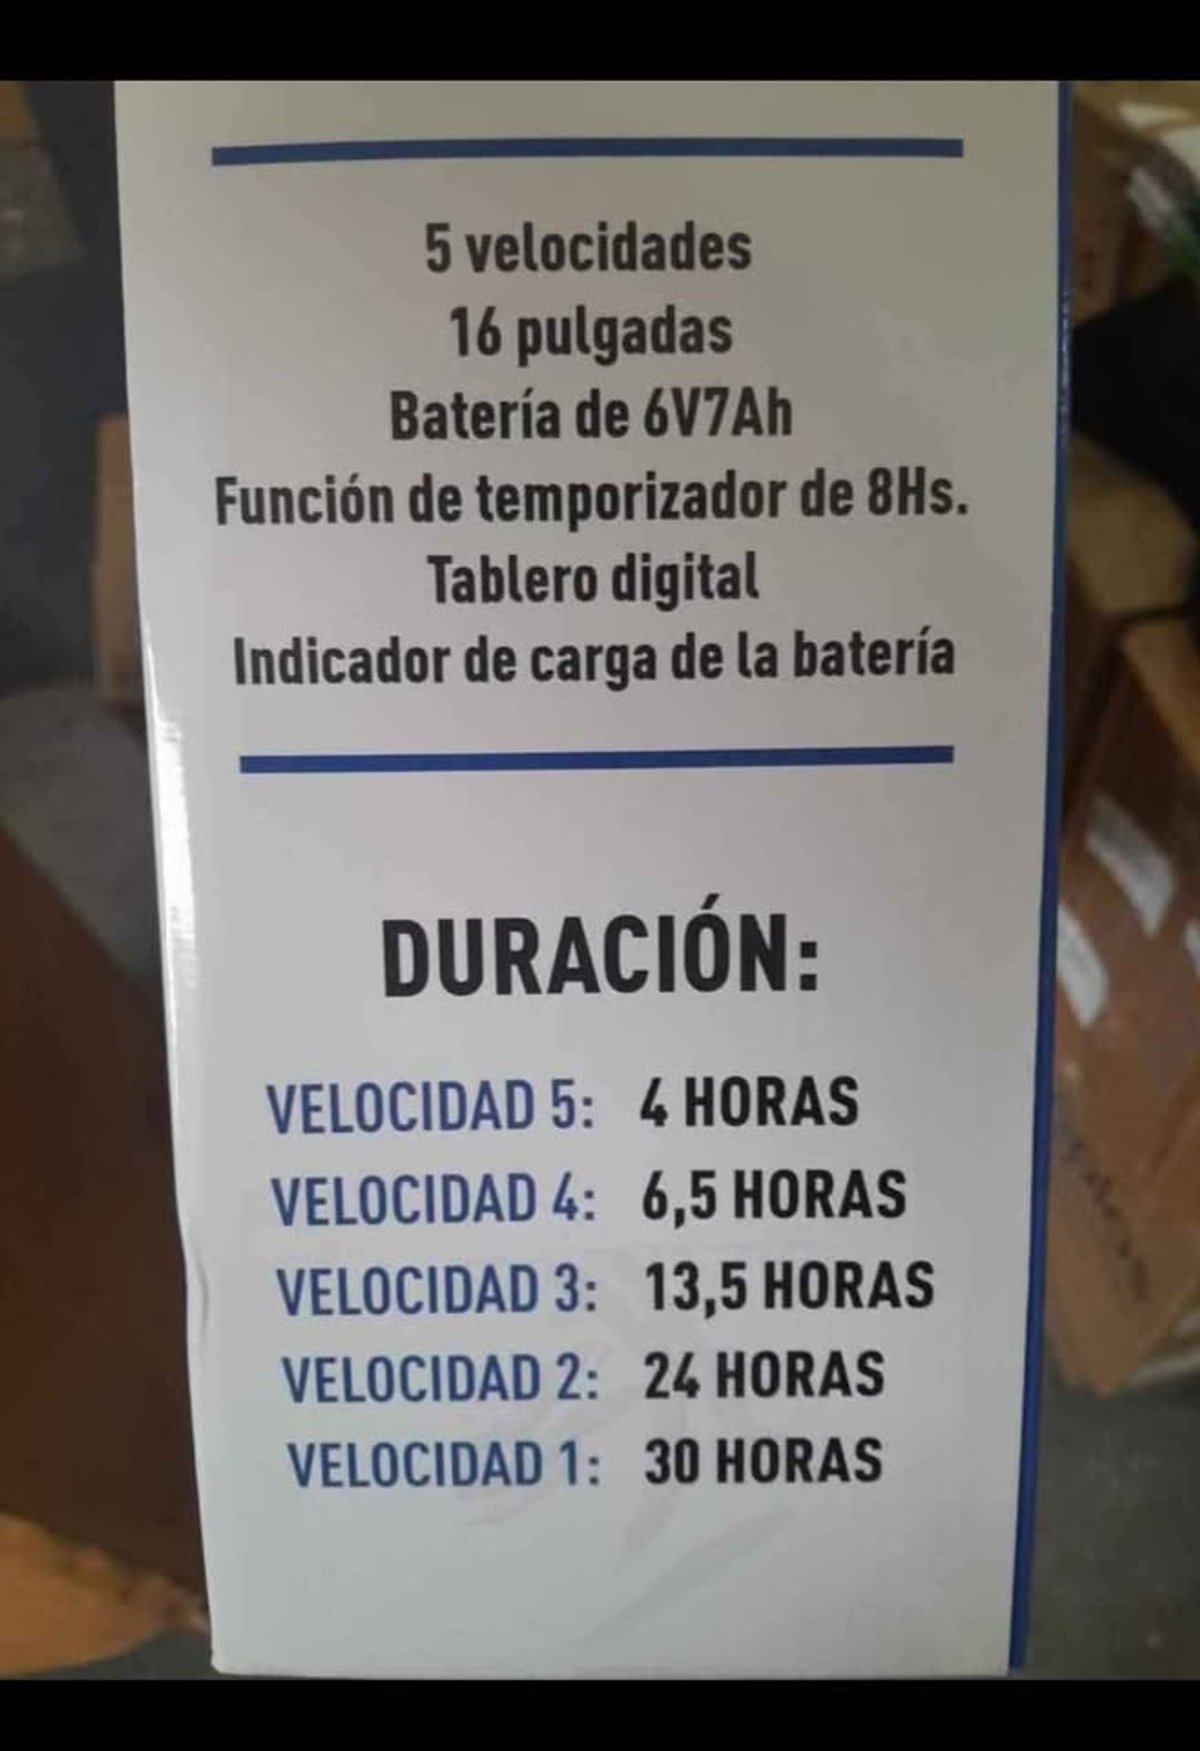 5 velocidades
16 pulgadas
Batería de 6V7Ah
Función de temporizador de 8Hs.
Tablero digital
Indicador de carga de la batería
DURACIÓN:
VELOCIDAD 5: 4 HORAS
VELOCIDAD 4: 6,5 HORAS
VELOCIDAD 3: 13,5 HORAS
VELOCIDAD 2: 24 HORAS
VELOCIDAD 1: 30 HORAS